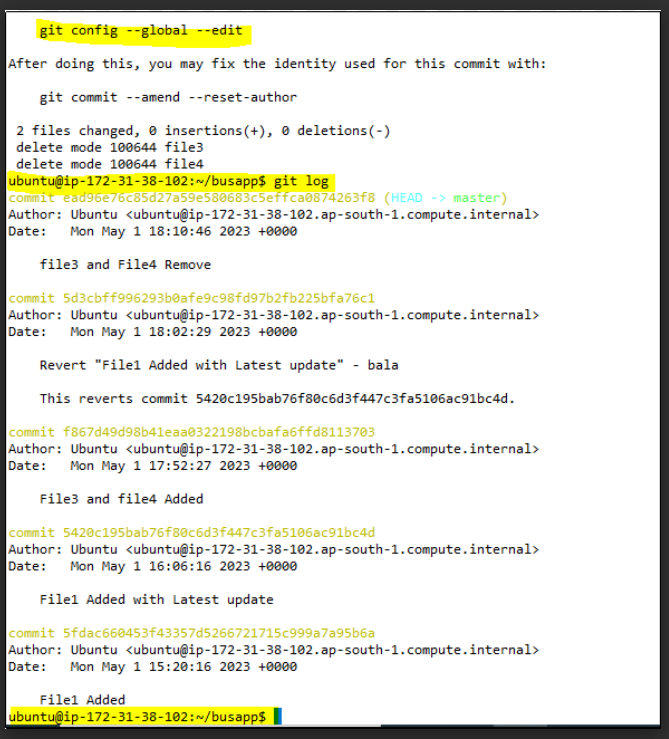 git config --global --edit
After doing this, you may fix the identity used for this commit with:
git commit --amend --reset-author
2 files changed, 0 insertions(+), 0 deletions(-)
delete mode 100644 file3
delete mode 100644 file4
ubuntu@ip-172-31-38-102:~/busapp$ git log
commit ead96e76c85d27a59e580683c5effca0874263f8 (HEAD -> master)
Author: Ubuntu <ubuntu@ip-172-31-38-102.ap-south-1.compute.internal>
Date:   Mon May 1 18:10:46 2023 +0000
file3 and File4 Remove
commit 5d3cbff996293b0afe9c98fd97b2fb225bfa76c1
Author: Ubuntu <ubuntu@ip-172-31-38-102.ap-south-1.compute.internal>
Date:   Mon May 1 18:02:29 2023 +0000
Revert "File1 Added with Latest update" - bala
This reverts commit 5420c195bab76f80c6d3f447c3fa5106ac91bc4d.
commit f867d49d98b41eaa0322198bcbafa6ffd8113703
Author: Ubuntu <ubuntu@ip-172-31-38-102.ap-south-1.compute.internal>
Date:   Mon May 1 17:52:27 2023 +0000
File3 and file4 Added
commit 5420c195bab76f80c6d3f447c3fa5106ac91bc4d
Author: Ubuntu <ubuntu@ip-172-31-38-102.ap-south-1.compute.internal>
Date:   Mon May 1 16:06:16 2023 +0000
File1 Added with Latest update
commit 5fdac660453f43357d5266721715c999a7a95b6a
Author: Ubuntu <ubuntu@ip-172-31-38-102.ap-south-1.compute.internal>
Date:   Mon May 1 15:20:16 2023 +0000
File1 Added
ubuntu@ip-172-31-38-102:~/busapp$